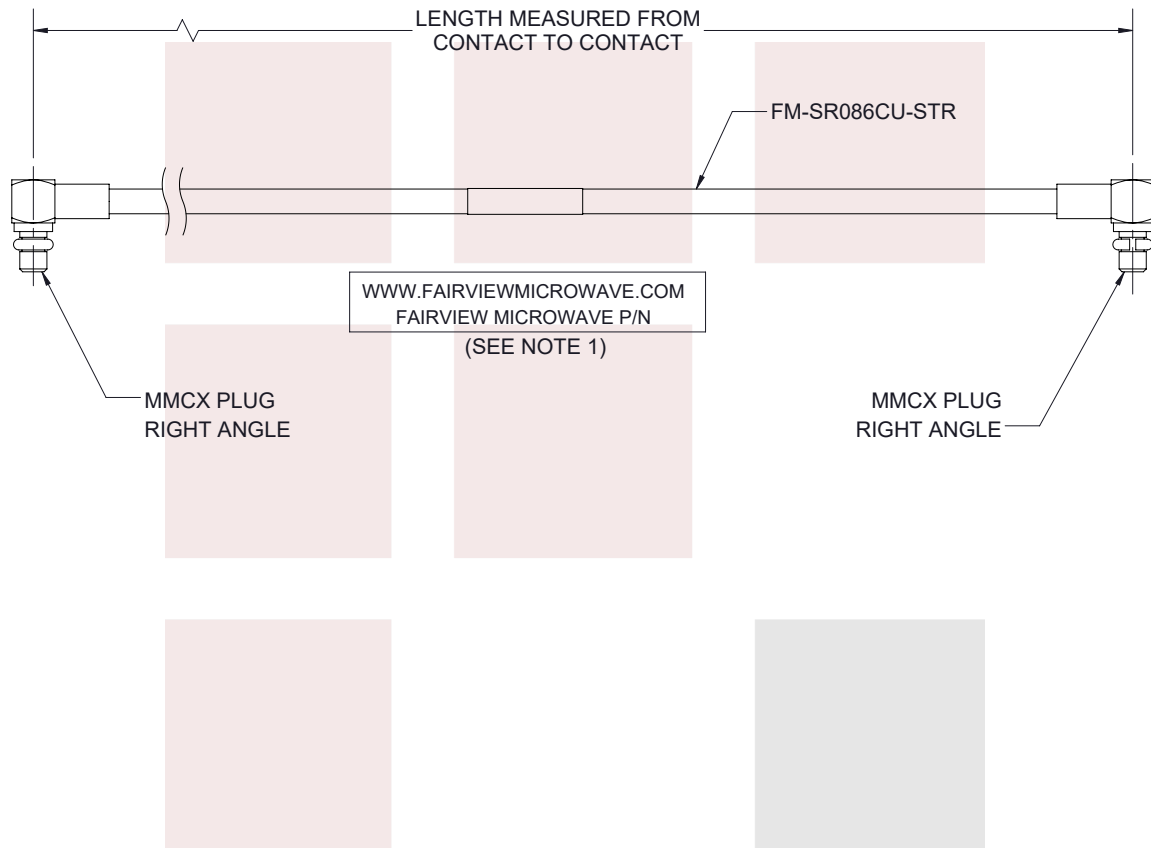 LENGTH MEASURED FROM
CONTACT TO CONTACT
FM-SR086CU-STR
WWW.FAIRVIEWMICROWAVE.COM
FAIRVIEW MICROWAVE P/N
(SEE NOTE 1)
MMCX PLUG
RIGHT ANGLE
MMCX PLUG
RIGHT ANGLE